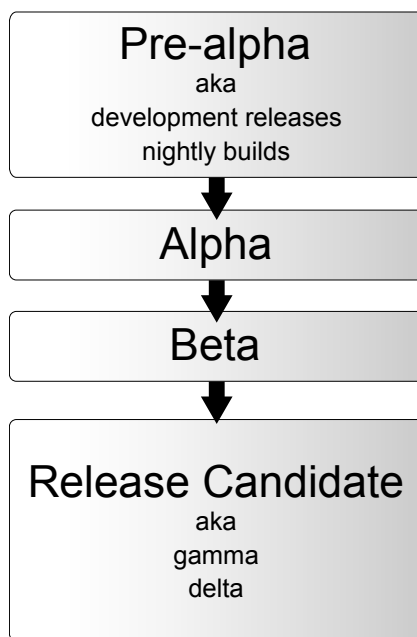 Pre-alpha
aka
development releases
nightly builds
Alpha
Beta
Release Candidate
aka
gamma
delta